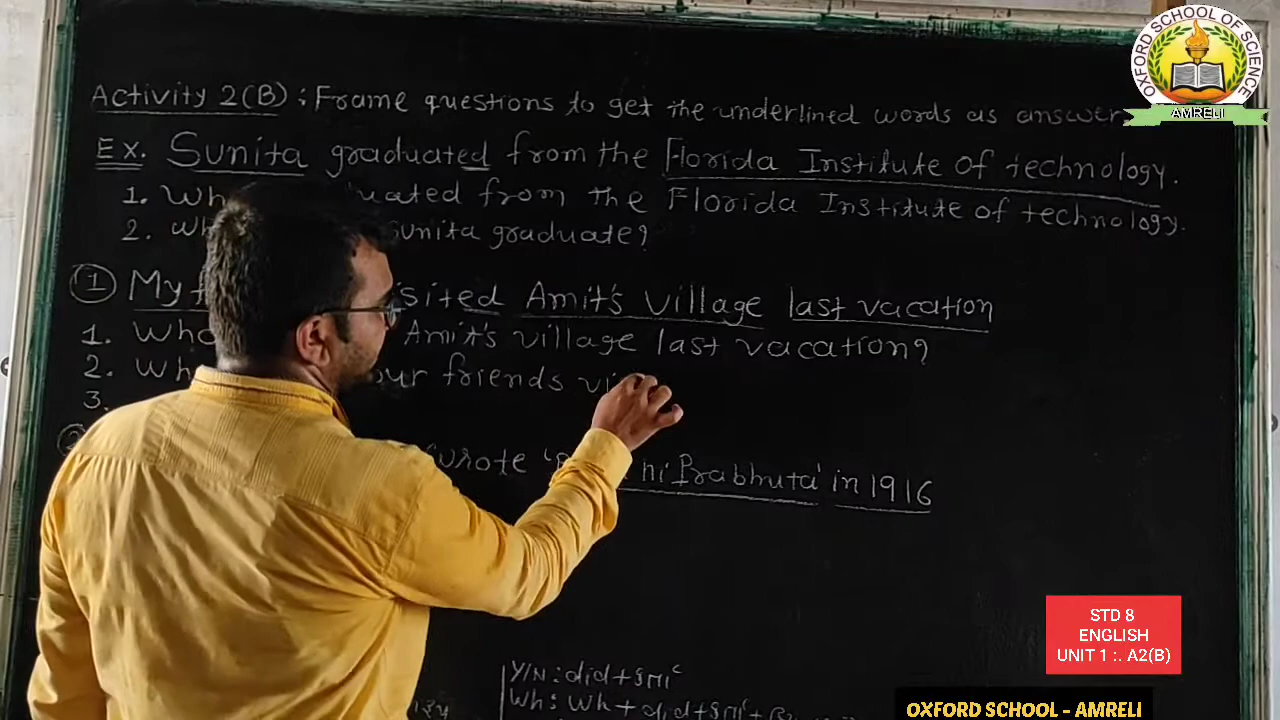 Activity 2(B) : Frame questions to get the underlined words as answer
Ex. Sunita graduated from the Florida Institute of technology.
1. Wh uated from the Florida Institute of technology.
2. Wh Sunita graduate?
① My f sited Amit's village last vacation
1. Who Amit's village last vacation?
2. Whe our friends vi
3.
wrote ni Prabhuta' in 1916
Y/N : did +
Wh : Wh + did +
OXFORD SCHOOL OF SCIENCE
AMRELI
STD 8
ENGLISH
UNIT 1 :. A2(B)
OXFORD SCHOOL - AMRELI